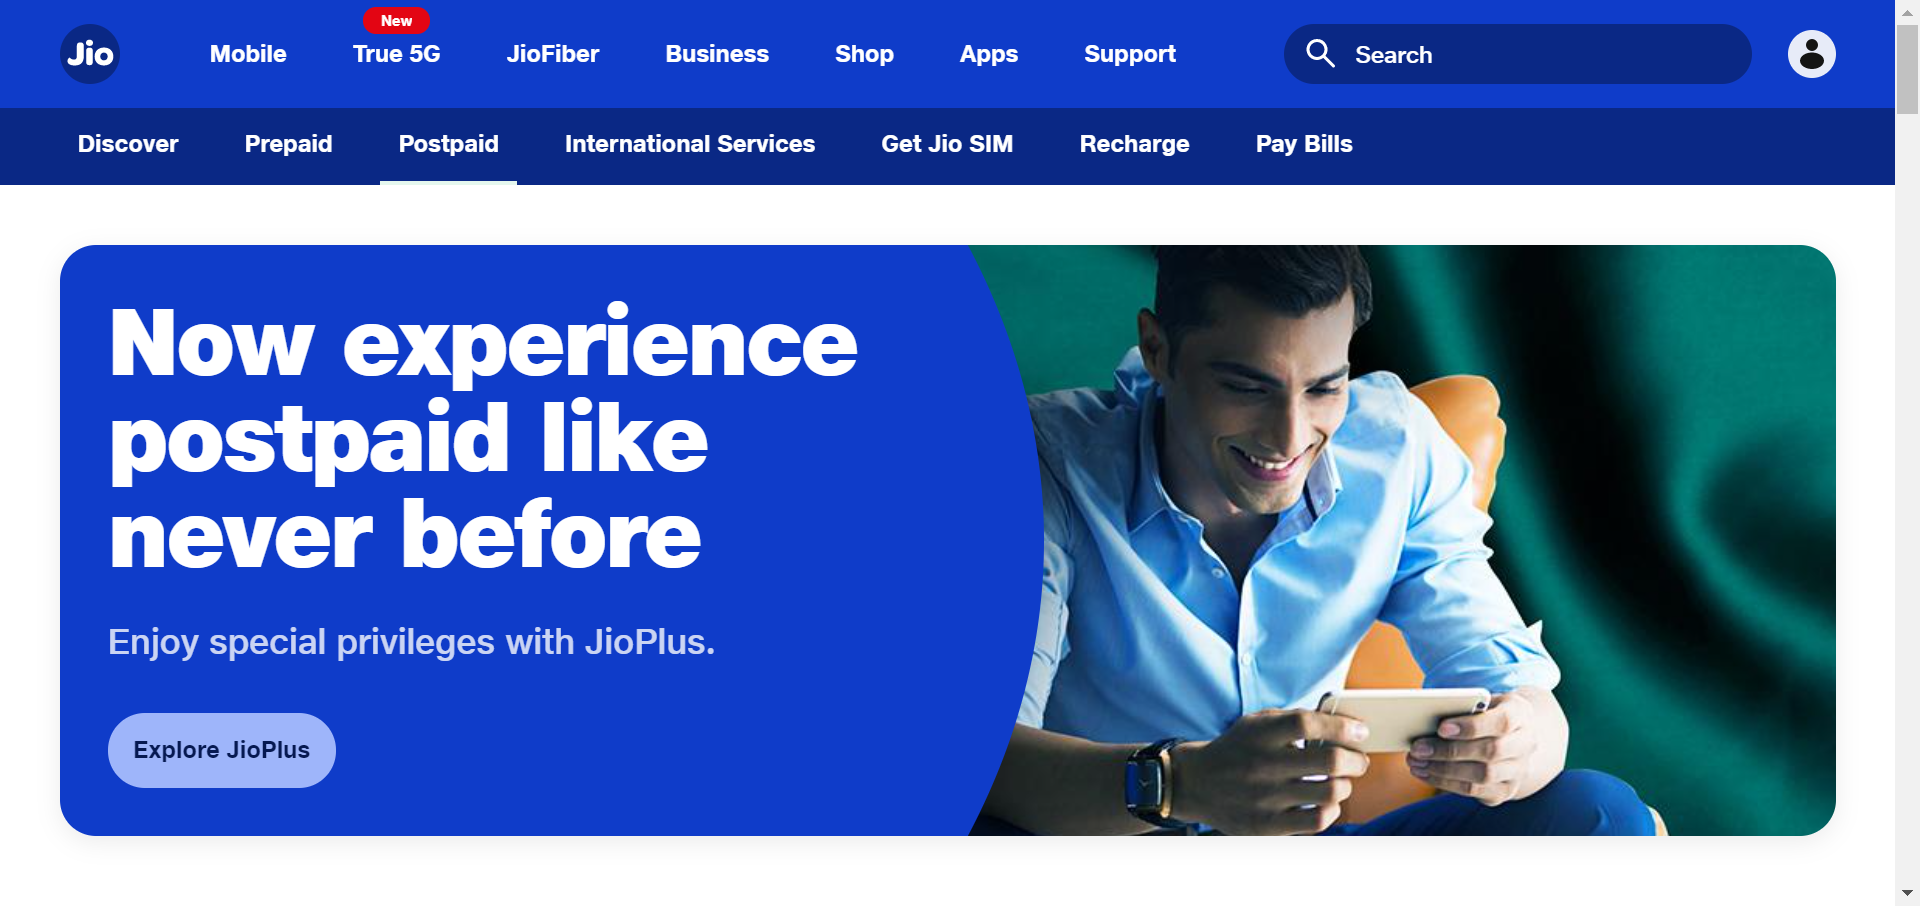 New
Jio
Mobile
True 5G
JioFiber
Business
Shop
Apps
Support
Search
Discover
Prepaid
Postpaid
International Services
Get Jio SIM
Recharge
Pay Bills
Now experience
postpaid like
never before
Enjoy special privileges with JioPlus.
Explore JioPlus